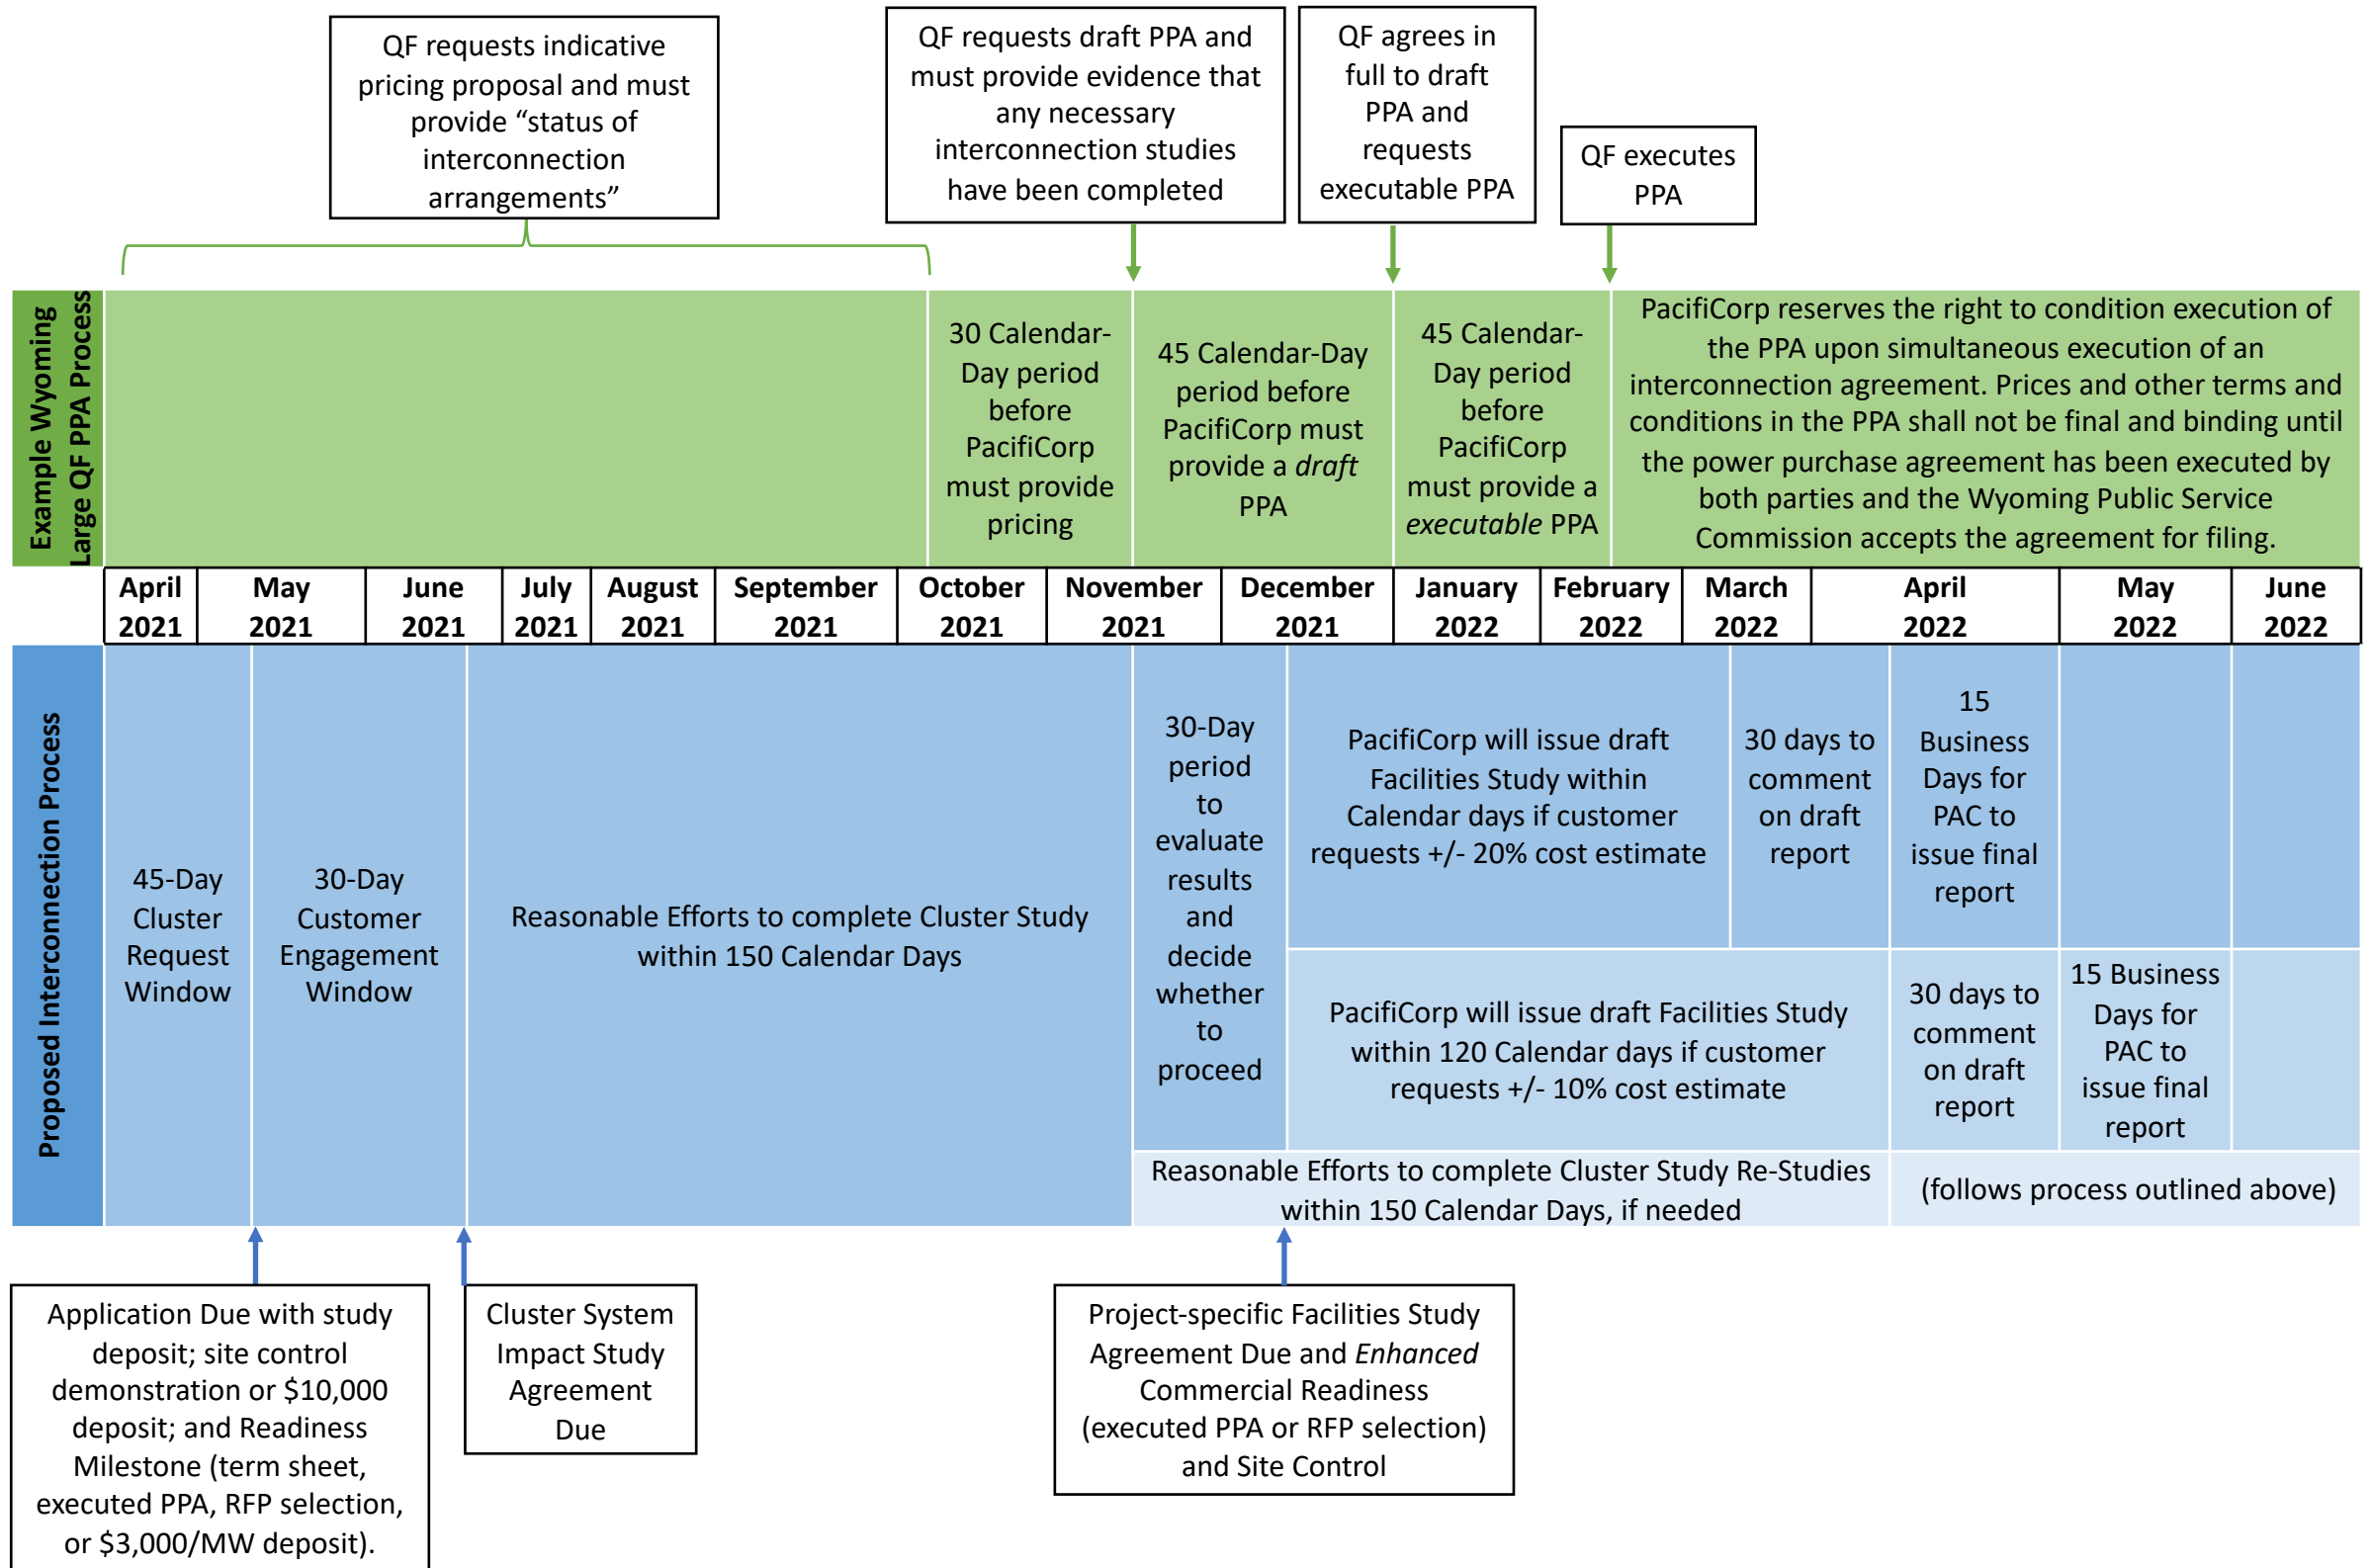 QF requests indicative
pricing proposal and must
provide “status of
interconnection
arrangements”
QF requests draft PPA and
must provide evidence that
any necessary
interconnection studies
have been completed
QF agrees in
full to draft
PPA and
requests
executable PPA
QF executes
PPA
Example Wyoming
Large QF PPA Process
30 Calendar-
Day period
before
PacifiCorp
must provide
pricing
45 Calendar-Day
period before
PacifiCorp must
provide a draft
PPA
45 Calendar-
Day period
before
PacifiCorp
must provide a
executable PPA
PacifiCorp reserves the right to condition execution of
the PPA upon simultaneous execution of an
interconnection agreement. Prices and other terms and
conditions in the PPA shall not be final and binding until
the power purchase agreement has been executed by
both parties and the Wyoming Public Service
Commission accepts the agreement for filing.
April
2021
May
2021
June
2021
July
2021
August
2021
September
2021
October
2021
November
2021
December
2021
January
2022
February
2022
March
2022
April
2022
May
2022
June
2022
Proposed Interconnection Process
45-Day
Cluster
Request
Window
30-Day
Customer
Engagement
Window
Reasonable Efforts to complete Cluster Study
within 150 Calendar Days
30-Day
period
to
evaluate
results
and
decide
whether
to
proceed
PacifiCorp will issue draft
Facilities Study within
Calendar days if customer
requests +/- 20% cost estimate
30 days to
comment
on draft
report
15
Business
Days for
PAC to
issue final
report
PacifiCorp will issue draft Facilities Study
within 120 Calendar days if customer
requests +/- 10% cost estimate
30 days to
comment
on draft
report
15 Business
Days for
PAC to
issue final
report
Reasonable Efforts to complete Cluster Study Re-Studies
within 150 Calendar Days, if needed
(follows process outlined above)
Application Due with study
deposit; site control
demonstration or $10,000
deposit; and Readiness
Milestone (term sheet,
executed PPA, RFP selection,
or $3,000/MW deposit).
Cluster System
Impact Study
Agreement
Due
Project-specific Facilities Study
Agreement Due and Enhanced
Commercial Readiness
(executed PPA or RFP selection)
and Site Control